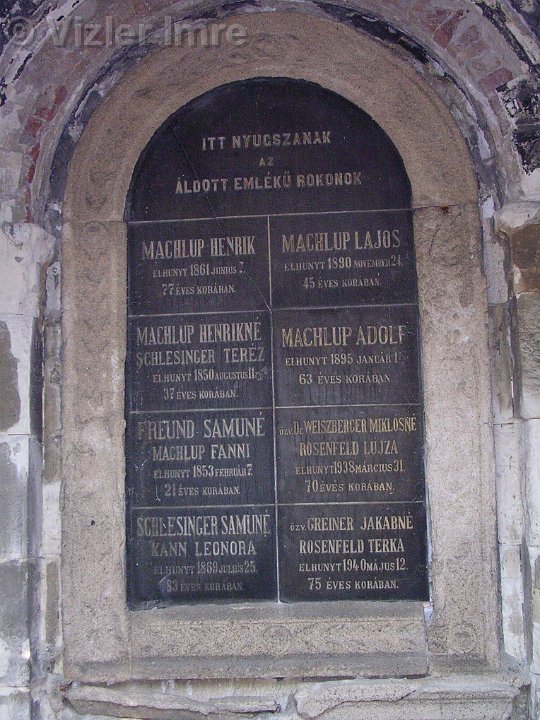 © Vizler Imre
ITT NYUGSZANAK
AZ
ÁLDOTT EMLÉKŰ ROKONOK
MACHLUP HENRIK
ELHUNYT 1861 JUNIUS 7.
77 ÉVES KORÁBAN.
MACHLUP HENRIKNÉ
SCHLESINGER TERÉZ
ELHUNYT 1850 AUGUSTUS 11.
37 ÉVES KORÁBAN.
FREUND SAMUNÉ
MACHLUP FANNI
ELHUNYT 1853 FEBRUÁR 7.
21 ÉVES KORÁBAN.
SCHLESINGER SAMUNÉ
KANN LEONORA
ELHUNYT 1869 JULIUS 25.
ÉVES KORÁBAN.
MACHLUP LAJOS
ELHUNYT 1890 NOVEMBER 24.
45 ÉVES KORÁBAN.
MACHLUP ADOLF
ELHUNYT 1895 JANUÁR 1.
63 ÉVES KORÁBAN
ÖZV. DR WEISZBERGER MIKLÓSNÉ
ROSENFELD LUJZA
ELHUNYT 1938 MÁRCIUS 31.
70 ÉVES KORÁBAN.
ÖZV. GREINER JAKABNÉ
ROSENFELD TERKA
ELHUNYT 1940 MÁJUS 12.
75 ÉVES KORÁBAN.